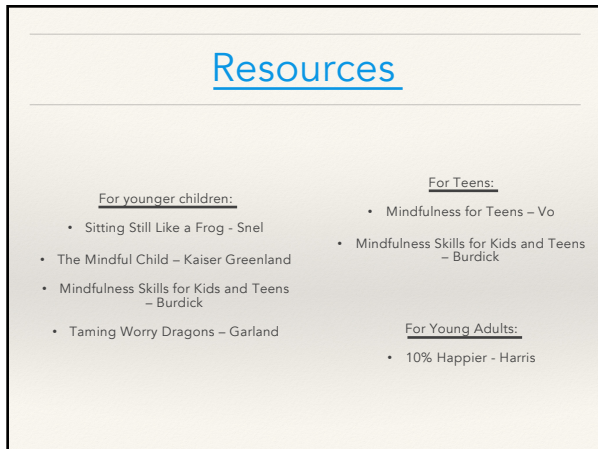 Resources
For younger children:
• Sitting Still Like a Frog - Snel
• The Mindful Child – Kaiser Greenland
• Mindfulness Skills for Kids and Teens
– Burdick
• Taming Worry Dragons – Garland
For Teens:
• Mindfulness for Teens – Vo
• Mindfulness Skills for Kids and Teens
– Burdick
For Young Adults:
• 10% Happier - Harris